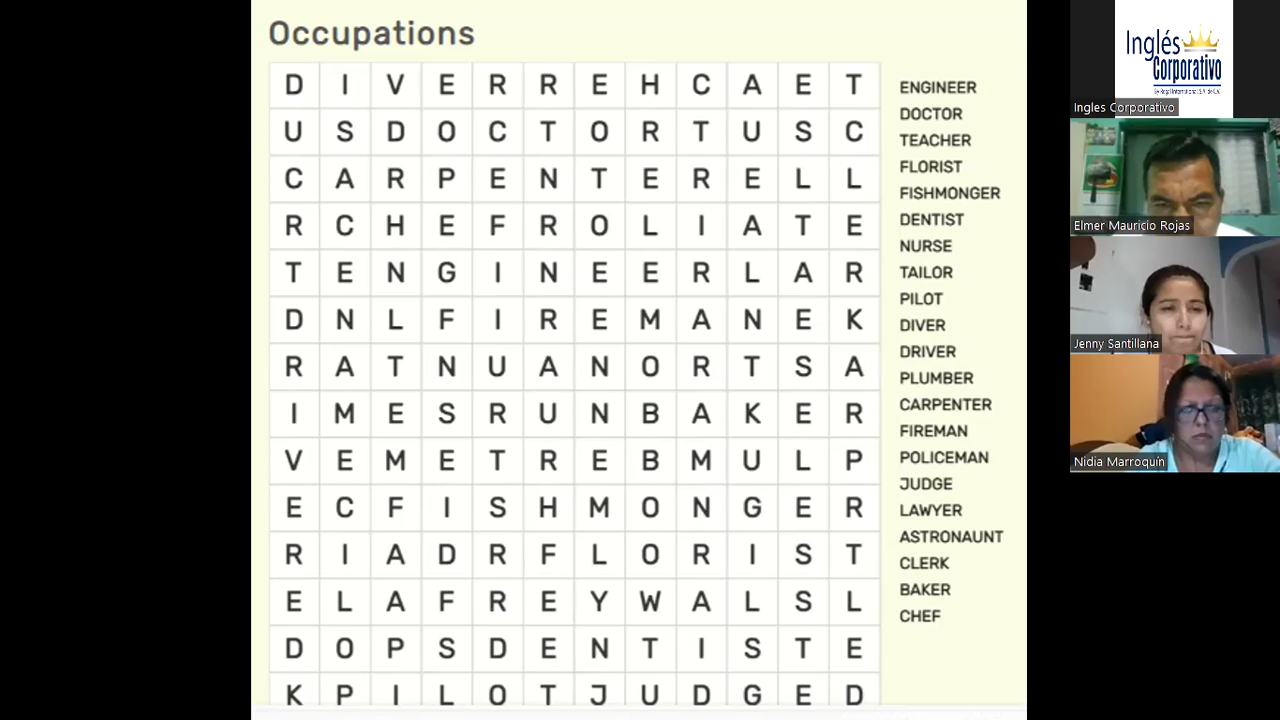 Occupations
D I V E R R E H C A E T
U S D O C T O R T U S C
C A R P E N T E R E L L
R C H E F R O L I A T E
T E N G I N E E R L A R
D N L F I R E M A N E K
R A T N U A N O R T S A
I M E S R U N B A K E R
V E M E T R E B M U L P
E C F I S H M O N G E R
R I A D R F L O R I S T
E L A F R E Y W A L S L
D O P S D E N T I S T E
K P I L O T J U D G E D
ENGINEER
DOCTOR
TEACHER
FLORIST
FISHMONGER
DENTIST
NURSE
TAILOR
PILOT
DIVER
DRIVER
PLUMBER
CARPENTER
FIREMAN
POLICEMAN
JUDGE
LAWYER
ASTRONAUNT
CLERK
BAKER
CHEF
Inglés
Corporativo
Ingles Corporativo
Elmer Mauricio Rojas
Jenny Santillana
Nidia Marroquín